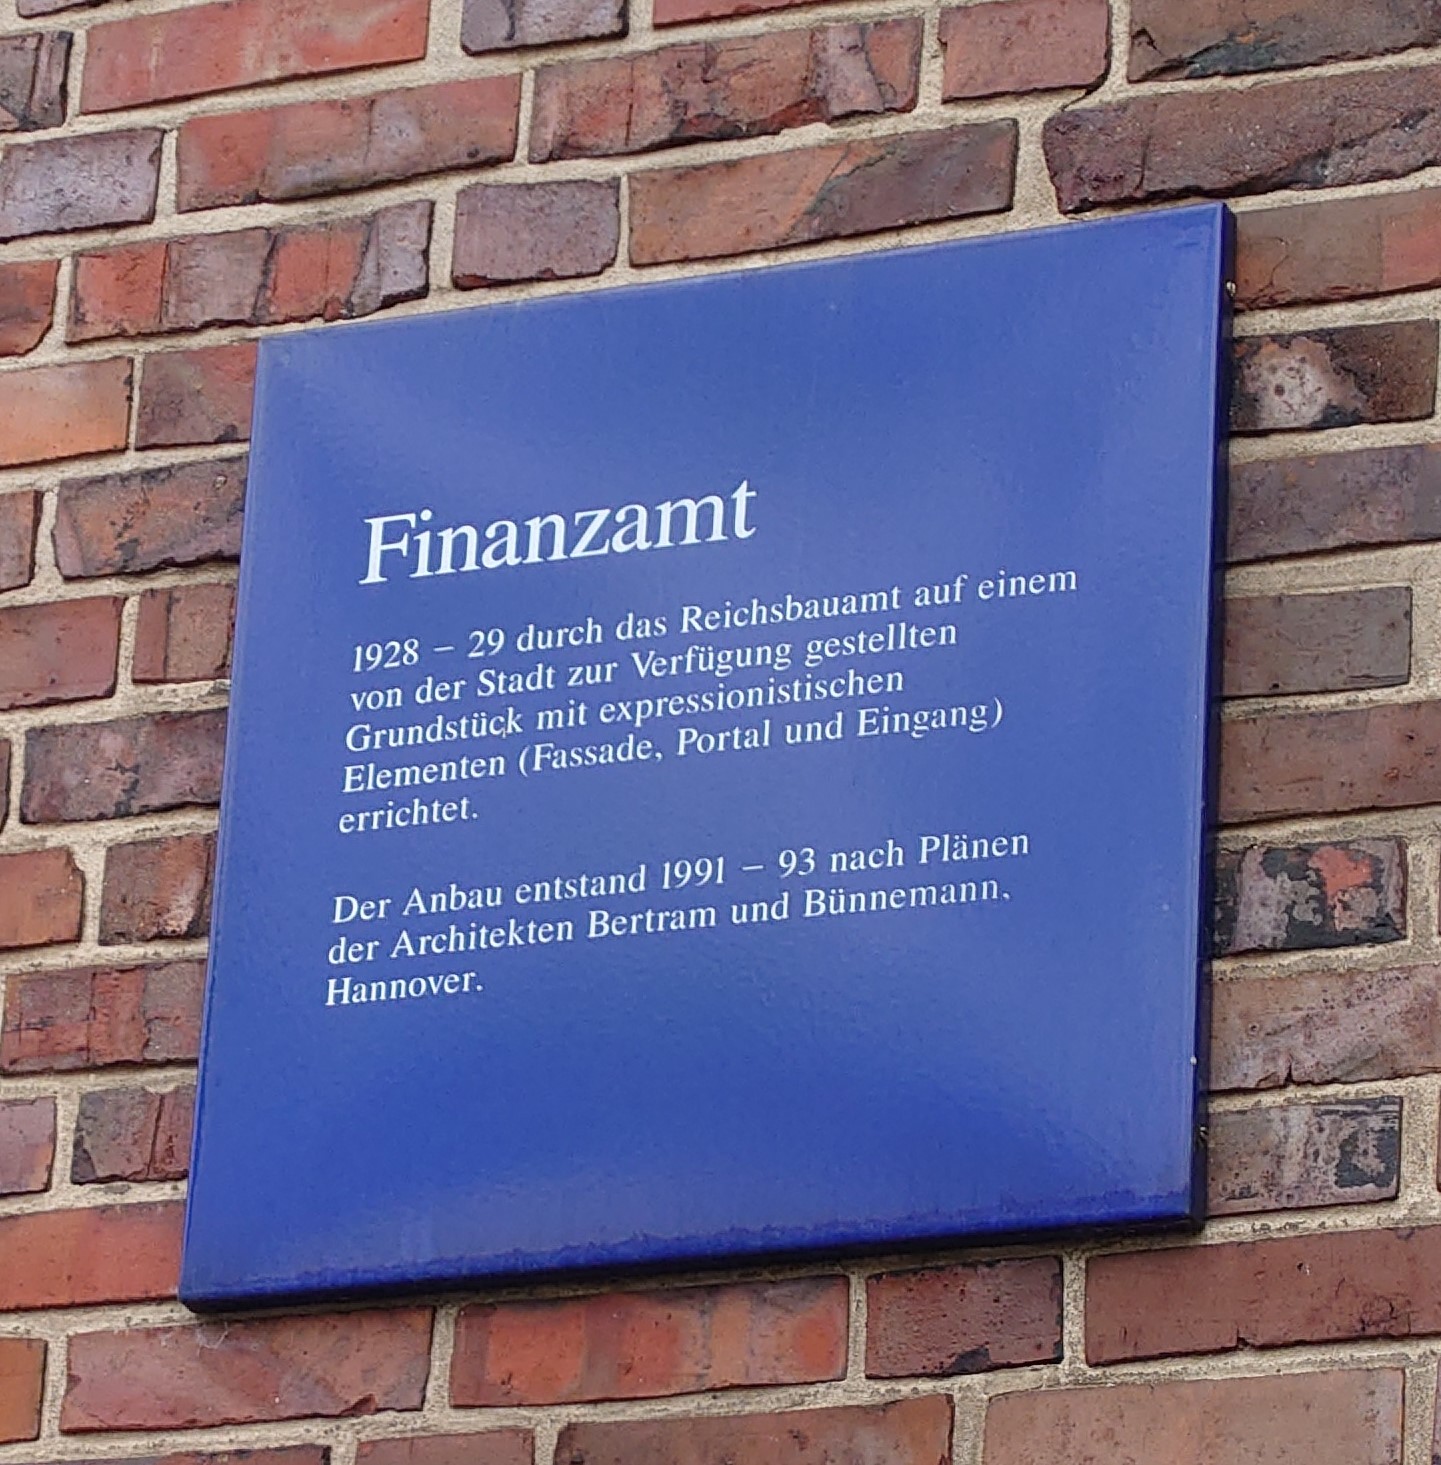 Finanzamt
1928 – 29 durch das Reichsbauamt auf einem
von der Stadt zur Verfügung gestellten
Grundstück mit expressionistischen
Elementen (Fassade, Portal und Eingang)
errichtet.
Der Anbau entstand 1991 – 93 nach Plänen
der Architekten Bertram und Bünnemann,
Hannover.